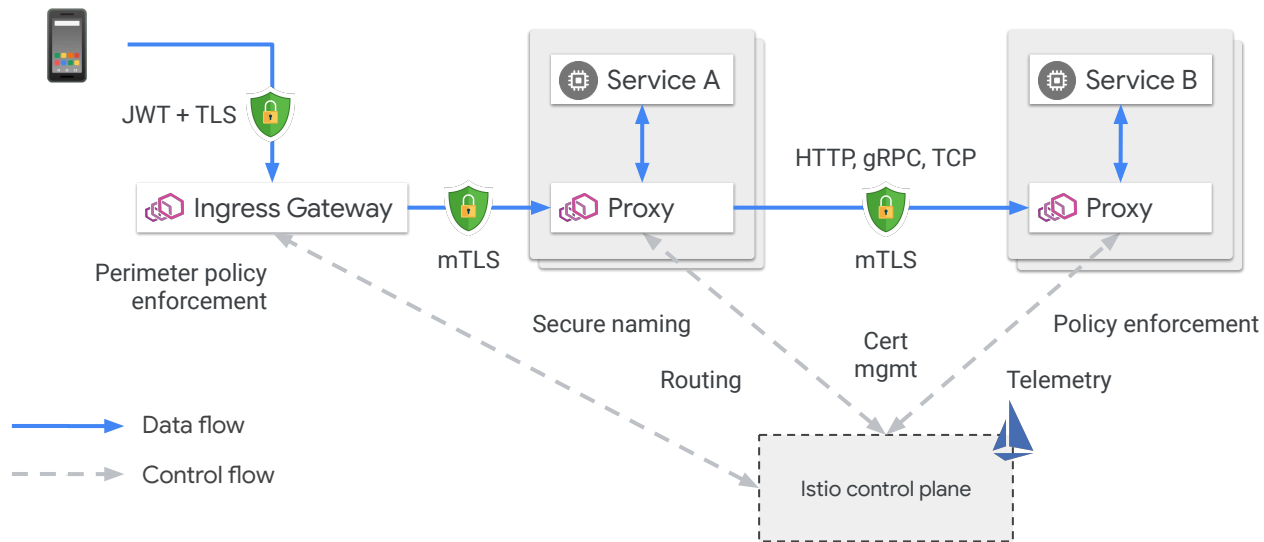 Service A
Service B
JWT + TLS
HTTP, gRPC, TCP
Ingress Gateway
Proxy
Proxy
mTLS
mTLS
Perimeter policy
enforcement
Secure naming
Policy enforcement
Cert
mgmt
Routing
Telemetry
Data flow
Control flow
Istio control plane